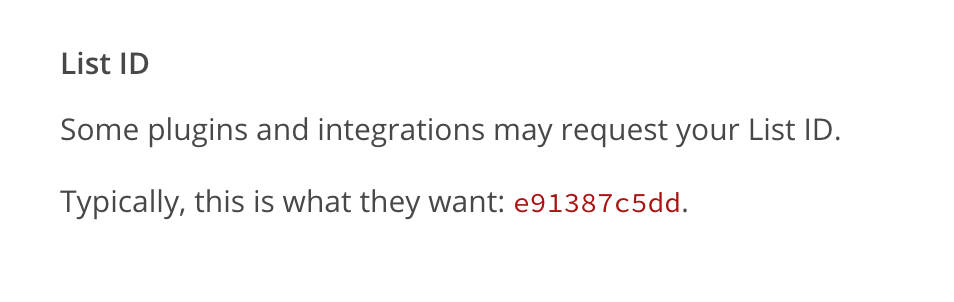 List ID
Some plugins and integrations may request your List ID.
Typically, this is what they want: e91387c5dd.